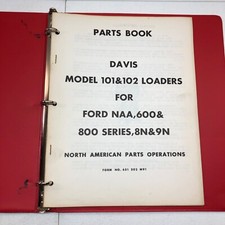 PARTS BOOK
DAVIS
MODEL 101&102 LOADERS
FOR
FORD NAA,600&
800 SERIES,8N&9N
NORTH AMERICAN PARTS OPERATIONS